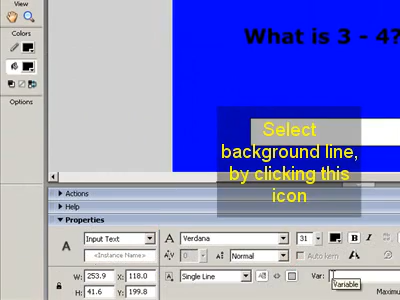 View
Colors
Options
What is 3 - 4?
Select
background line,
by clicking this
icon
Actions
Help
Properties
A Input Text A Verdana 31 B
<Instance Name> A V 0 Normal Auto kern
W: 253.9 X: 118.0 Single Line Var:
H: 41.6 Y: 199.8 Variable Maximu